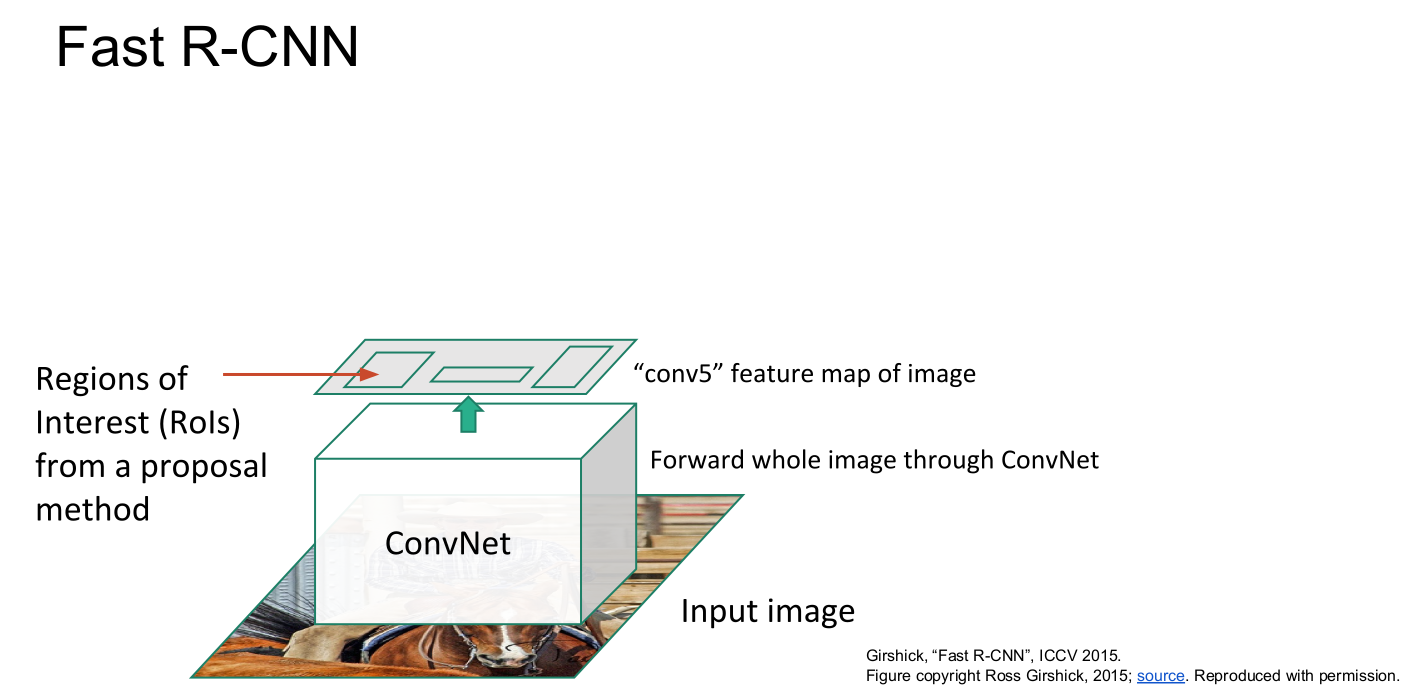 Fast R-CNN
Regions of
Interest (RoIs)
from a proposal
method
“conv5” feature map of image
Forward whole image through ConvNet
ConvNet
Input image
Girshick, “Fast R-CNN”, ICCV 2015.
Figure copyright Ross Girshick, 2015; source. Reproduced with permission.